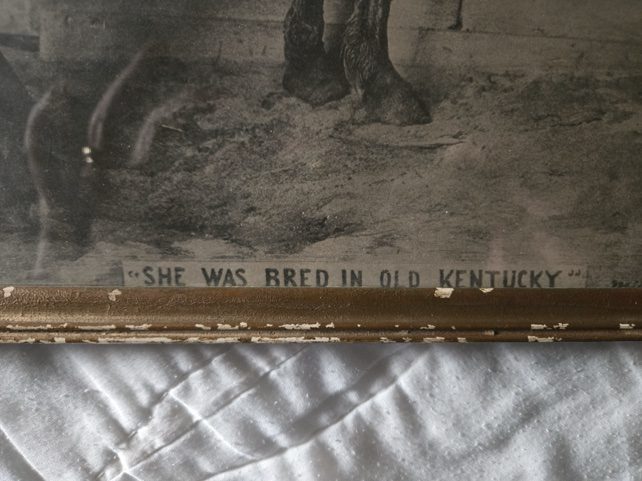 "SHE WAS BRED IN OLD KENTUCKY"